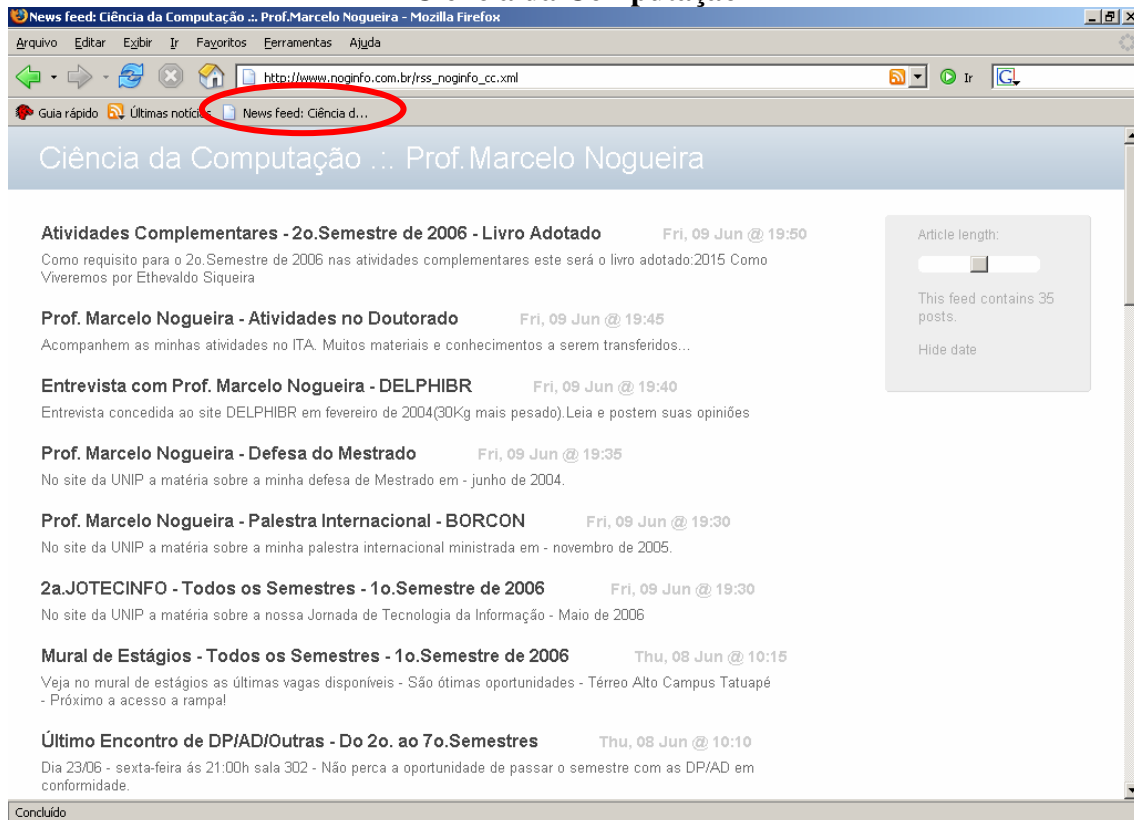 Ciência da Computação
News feed: Ciência da Computação .:. Prof.Marcelo Nogueira - Mozilla Firefox
Arquivo Editar Exibir Ir Favoritos Ferramentas Ajuda
http://www.noginfo.com.br/rss_noginfo_cc.xml Ir G
Guia rápido Últimas notícias News feed: Ciência d...
Ciência da Computação .:. Prof.Marcelo Nogueira
Atividades Complementares - 2o.Semestre de 2006 - Livro Adotado Fri, 09 Jun @ 19:50
Como requisito para o 2o.Semestre de 2006 nas atividades complementares este será o livro adotado:2015 Como
Viveremos por Ethevaldo Siqueira
Prof. Marcelo Nogueira - Atividades no Doutorado Fri, 09 Jun @ 19:45
Acompanhem as minhas atividades no ITA. Muitos materiais e conhecimentos a serem transferidos...
Entrevista com Prof. Marcelo Nogueira - DELPHIBR Fri, 09 Jun @ 19:40
Entrevista concedida ao site DELPHIBR em fevereiro de 2004(30Kg mais pesado).Leia e postem suas opiniões
Prof. Marcelo Nogueira - Defesa do Mestrado Fri, 09 Jun @ 19:35
No site da UNIP a matéria sobre a minha defesa de Mestrado em - junho de 2004.
Prof. Marcelo Nogueira - Palestra Internacional - BORCON Fri, 09 Jun @ 19:30
No site da UNIP a matéria sobre a minha palestra internacional ministrada em - novembro de 2005.
2a.JOTECINFO - Todos os Semestres - 1o.Semestre de 2006 Fri, 09 Jun @ 19:30
No site da UNIP a matéria sobre a nossa Jornada de Tecnologia da Informação - Maio de 2006
Mural de Estágios - Todos os Semestres - 1o.Semestre de 2006 Thu, 08 Jun @ 10:15
Veja no mural de estágios as últimas vagas disponíveis - São ótimas oportunidades - Térreo Alto Campus Tatuapé
- Próximo a acesso a rampa!
Último Encontro de DP/AD/Outras - Do 2o. ao 7o.Semestres Thu, 08 Jun @ 10:10
Dia 23/06 - sexta-feira ás 21:00h sala 302 - Não perca a oportunidade de passar o semestre com as DP/AD em
conformidade.
Article length:
This feed contains 35
posts.
Hide date
Concluído